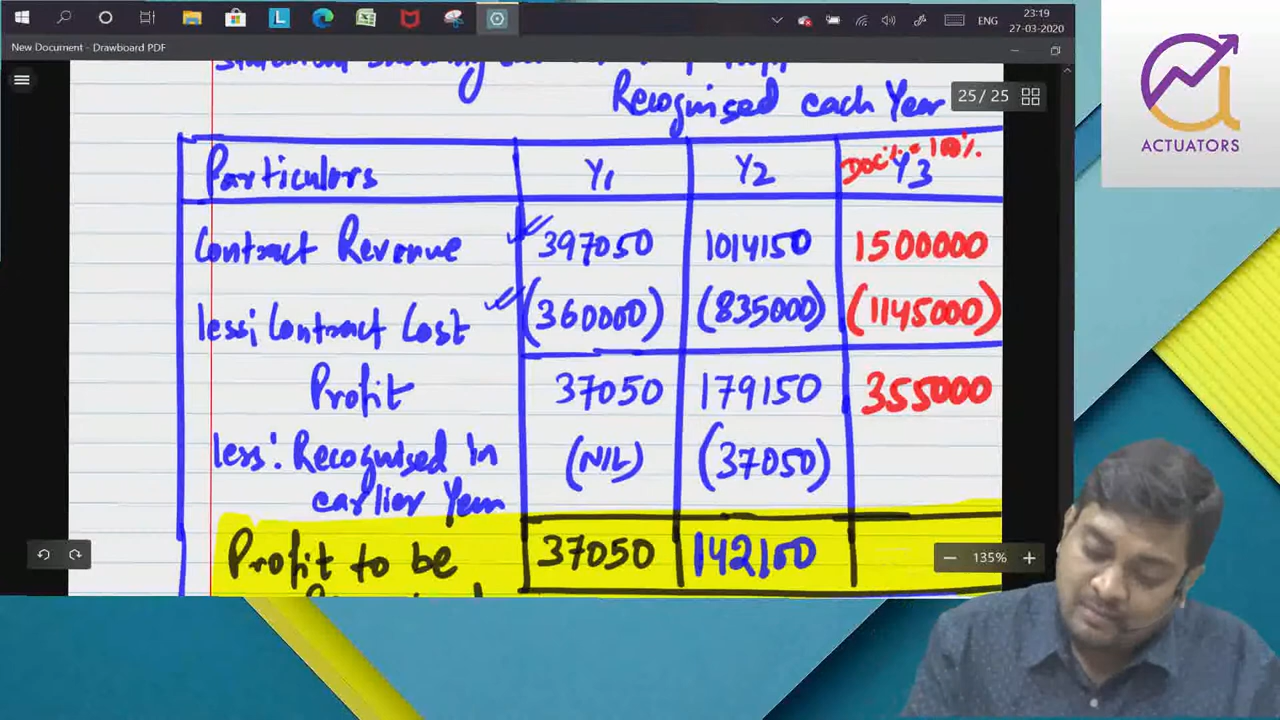 23:19
ENG
27-03-2020
New Document - Drawboard PDF
L
Recognised each Year
25 / 25
ACTUATORS
DOC = 100%
Particulars Y1 Y2 Y3
Contract Revenue 397050 1014150 1500000
less; Contract Cost (360000) (835000) (1145000)
Profit 37050 179150 355000
less: Recognised in (NIL) (37050)
earlier Year
Profit to be 37050 142100
135%